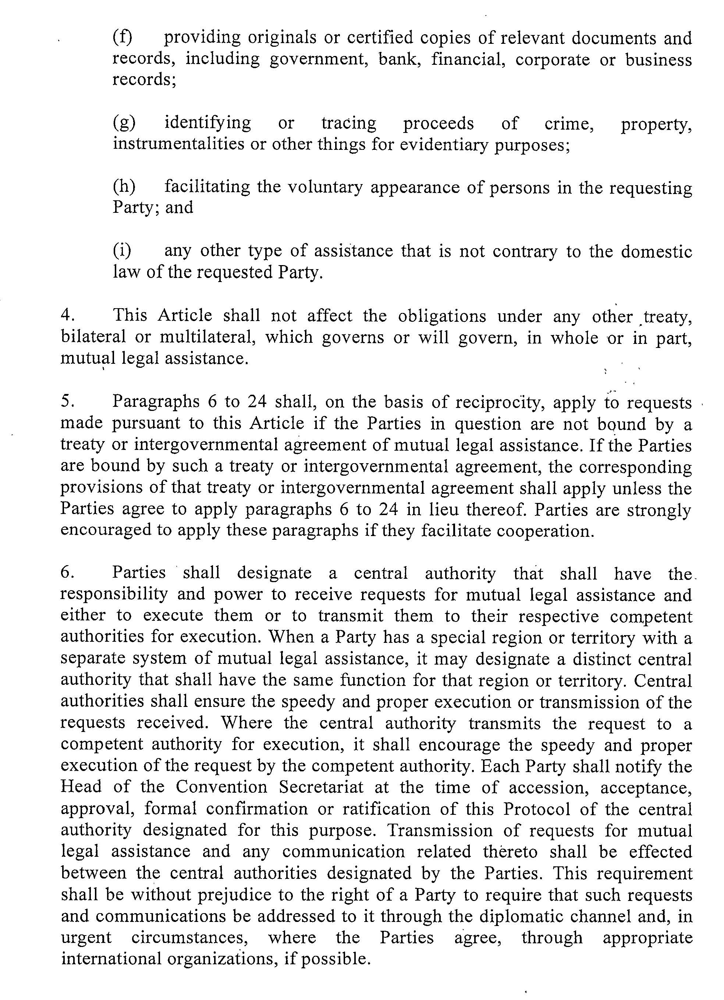 (f) providing originals or certified copies of relevant documents and
records, including government, bank, financial, corporate or business
records;
(g) identifying or tracing proceeds of crime, property,
instrumentalities or other things for evidentiary purposes;
(h) facilitating the voluntary appearance of persons in the requesting
Party; and
(i) any other type of assistance that is not contrary to the domestic
law of the requested Party.
4. This Article shall not affect the obligations under any other treaty,
bilateral or multilateral, which governs or will govern, in whole or in part,
mutual legal assistance.
5. Paragraphs 6 to 24 shall, on the basis of reciprocity, apply to requests
made pursuant to this Article if the Parties in question are not bound by a
treaty or intergovernmental agreement of mutual legal assistance. If the Parties
are bound by such a treaty or intergovernmental agreement, the corresponding
provisions of that treaty or intergovernmental agreement shall apply unless the
Parties agree to apply paragraphs 6 to 24 in lieu thereof. Parties are strongly
encouraged to apply these paragraphs if they facilitate cooperation.
6. Parties shall designate a central authority that shall have the
responsibility and power to receive requests for mutual legal assistance and
either to execute them or to transmit them to their respective competent
authorities for execution. When a Party has a special region or territory with a
separate system of mutual legal assistance, it may designate a distinct central
authority that shall have the same function for that region or territory. Central
authorities shall ensure the speedy and proper execution or transmission of the
requests received. Where the central authority transmits the request to a
competent authority for execution, it shall encourage the speedy and proper
execution of the request by the competent authority. Each Party shall notify the
Head of the Convention Secretariat at the time of accession, acceptance,
approval, formal confirmation or ratification of this Protocol of the central
authority designated for this purpose. Transmission of requests for mutual
legal assistance and any communication related thereto shall be effected
between the central authorities designated by the Parties. This requirement
shall be without prejudice to the right of a Party to require that such requests
and communications be addressed to it through the diplomatic channel and, in
urgent circumstances, where the Parties agree, through appropriate
international organizations, if possible.